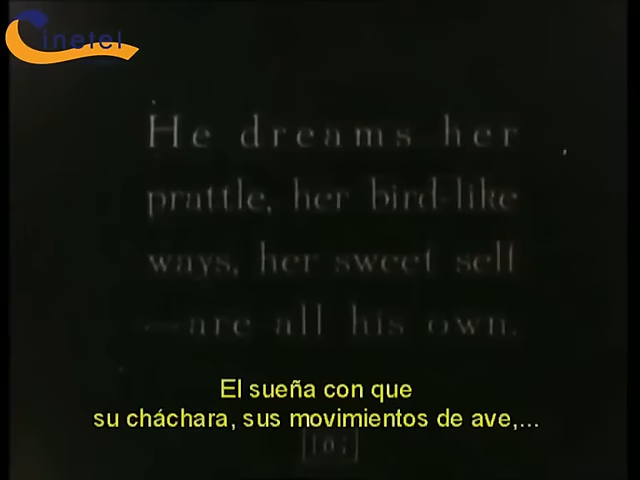 Cinetel
He dreams her
prattle, her bird-like
ways, her sweet self
—are all his own.
El sueña con que
su cháchara, sus movimientos de ave,...